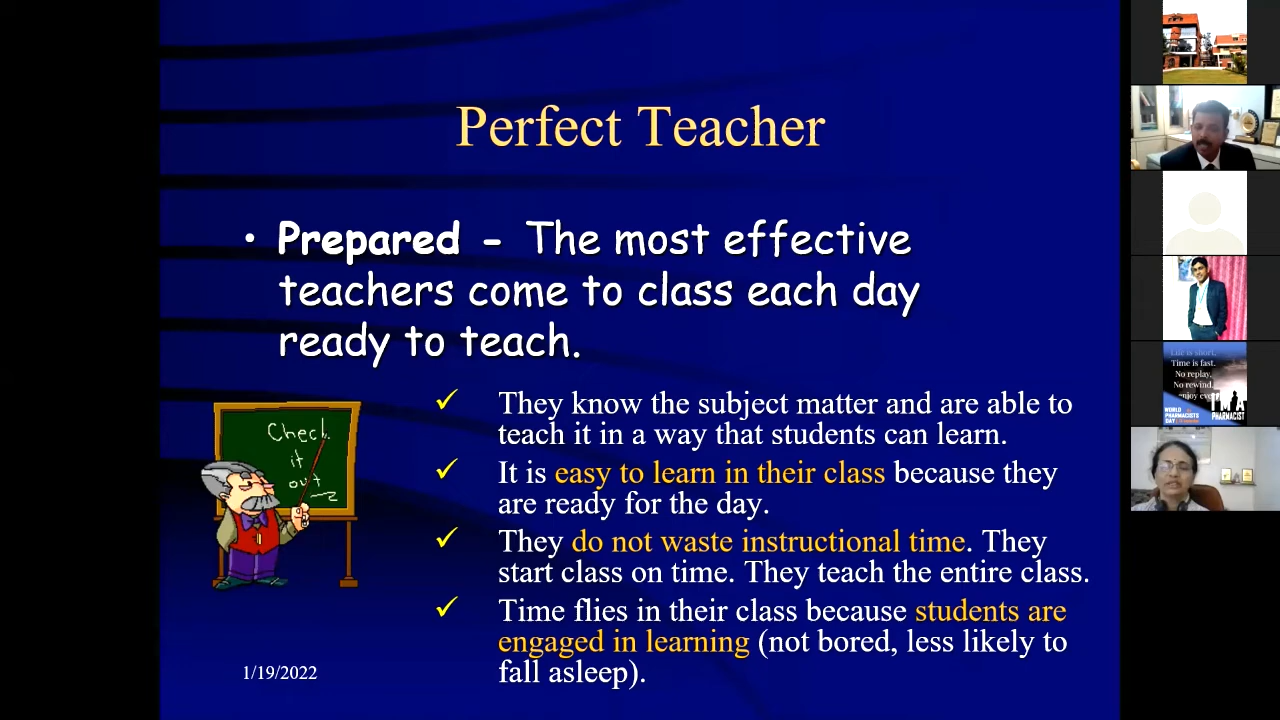 Perfect Teacher
• Prepared - The most effective
teachers come to class each day
ready to teach.
✓ They know the subject matter and are able to
teach it in a way that students can learn.
✓ It is easy to learn in their class because they
are ready for the day.
✓ They do not waste instructional time. They
start class on time. They teach the entire class.
✓ Time flies in their class because students are
engaged in learning (not bored, less likely to
fall asleep).
Check
it
out
1/19/2022
Time is fast.
No replay,
No rewind,
WORLD
PHARMACISTS
DAY
I'M A
PHARMACIST